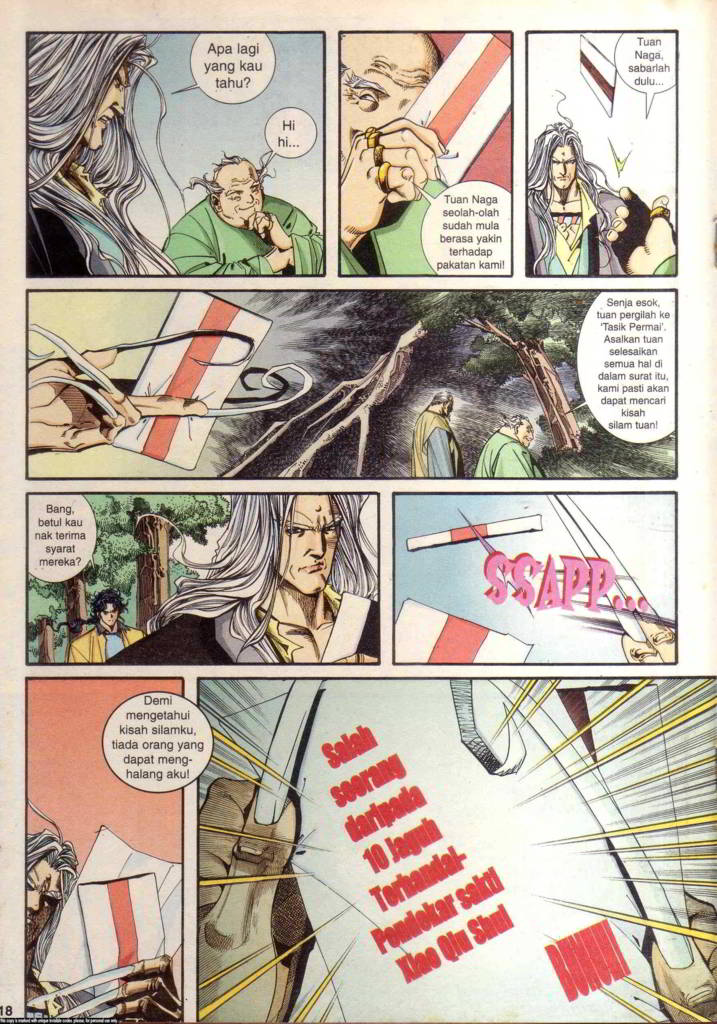 Apa lagi
yang kau
tahu?
Hi
hi...
Tuan Naga
seolah-olah
sudah mula
berasa yakin
terhadap
pakatan kami!
Tuan
Naga,
sabarlah
dulu...
Senja esok,
tuan pergilah ke
'Tasik Permai'.
Asalkan tuan
selesaikan
semua hal di
dalam surat itu,
kami pasti akan
dapat mencari
kisah
silam tuan!
Bang,
betul kau
nak terima
syarat
mereka?
SSAPP...
Demi
mengetahui
kisah silamku,
tiada orang yang
dapat meng-
halang aku!
Salah
seorang
daripada
10 Jaguh
Terhandal-
Pendekar sakti
Xiao Qiu Shui
BUNUH!
18